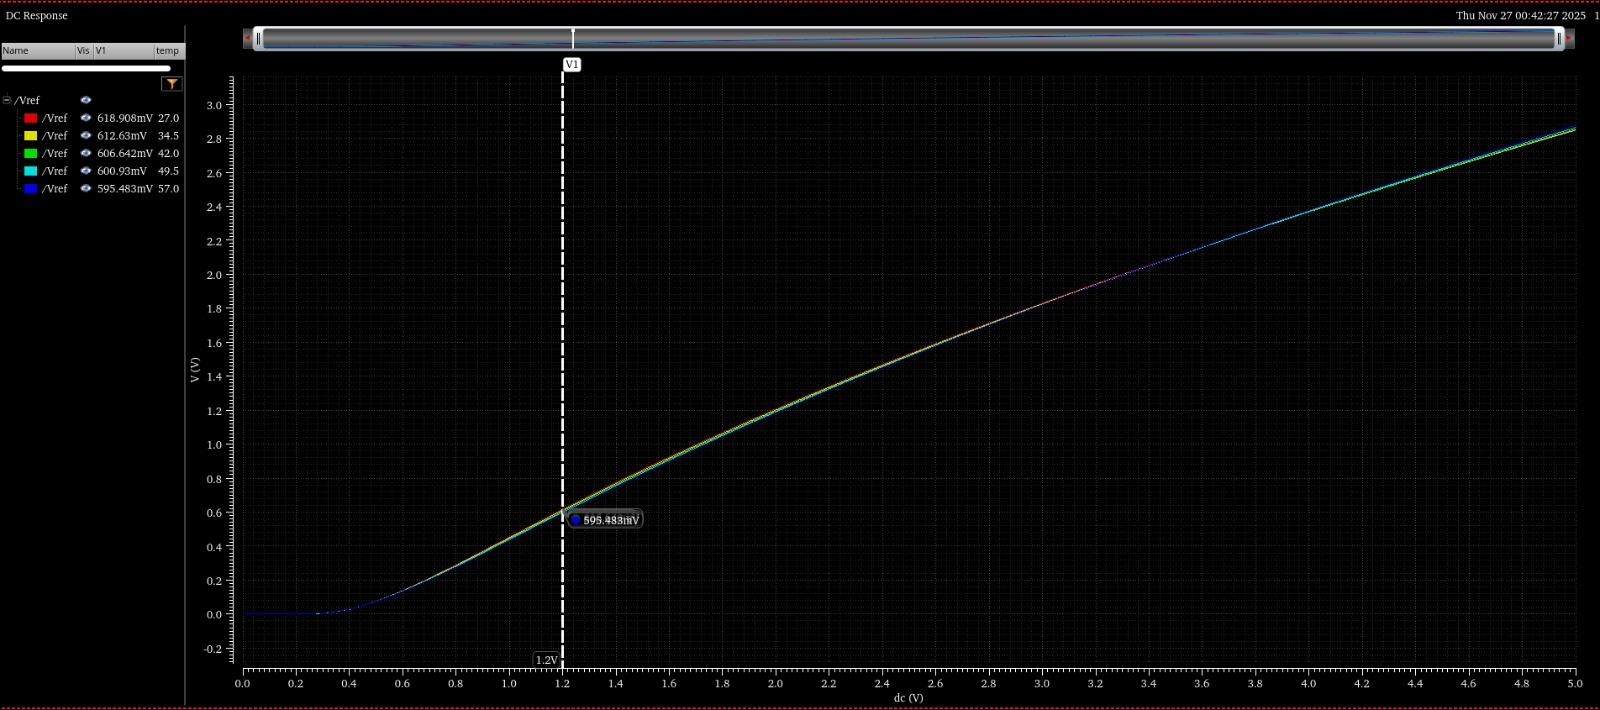 DC Response
Thu Nov 27 00:42:27 2025 1
Name Vis V1 temp
V1
/Vref
/Vref 618.908mV 27.0
/Vref 612.63mV 34.5
/Vref 606.642mV 42.0
/Vref 600.93mV 49.5
/Vref 595.483mV 57.0
3.0
2.8
2.6
2.4
2.2
2.0
1.8
1.6
1.4
1.2
1.0
0.8
0.6
0.4
0.2
0.0
-0.2
V (V)
595.483mV
1.2V
0.0 0.2 0.4 0.6 0.8 1.0 1.2 1.4 1.6 1.8 2.0 2.2 2.4 2.6 2.8 3.0 3.2 3.4 3.6 3.8 4.0 4.2 4.4 4.6 4.8 5.0
dc (V)